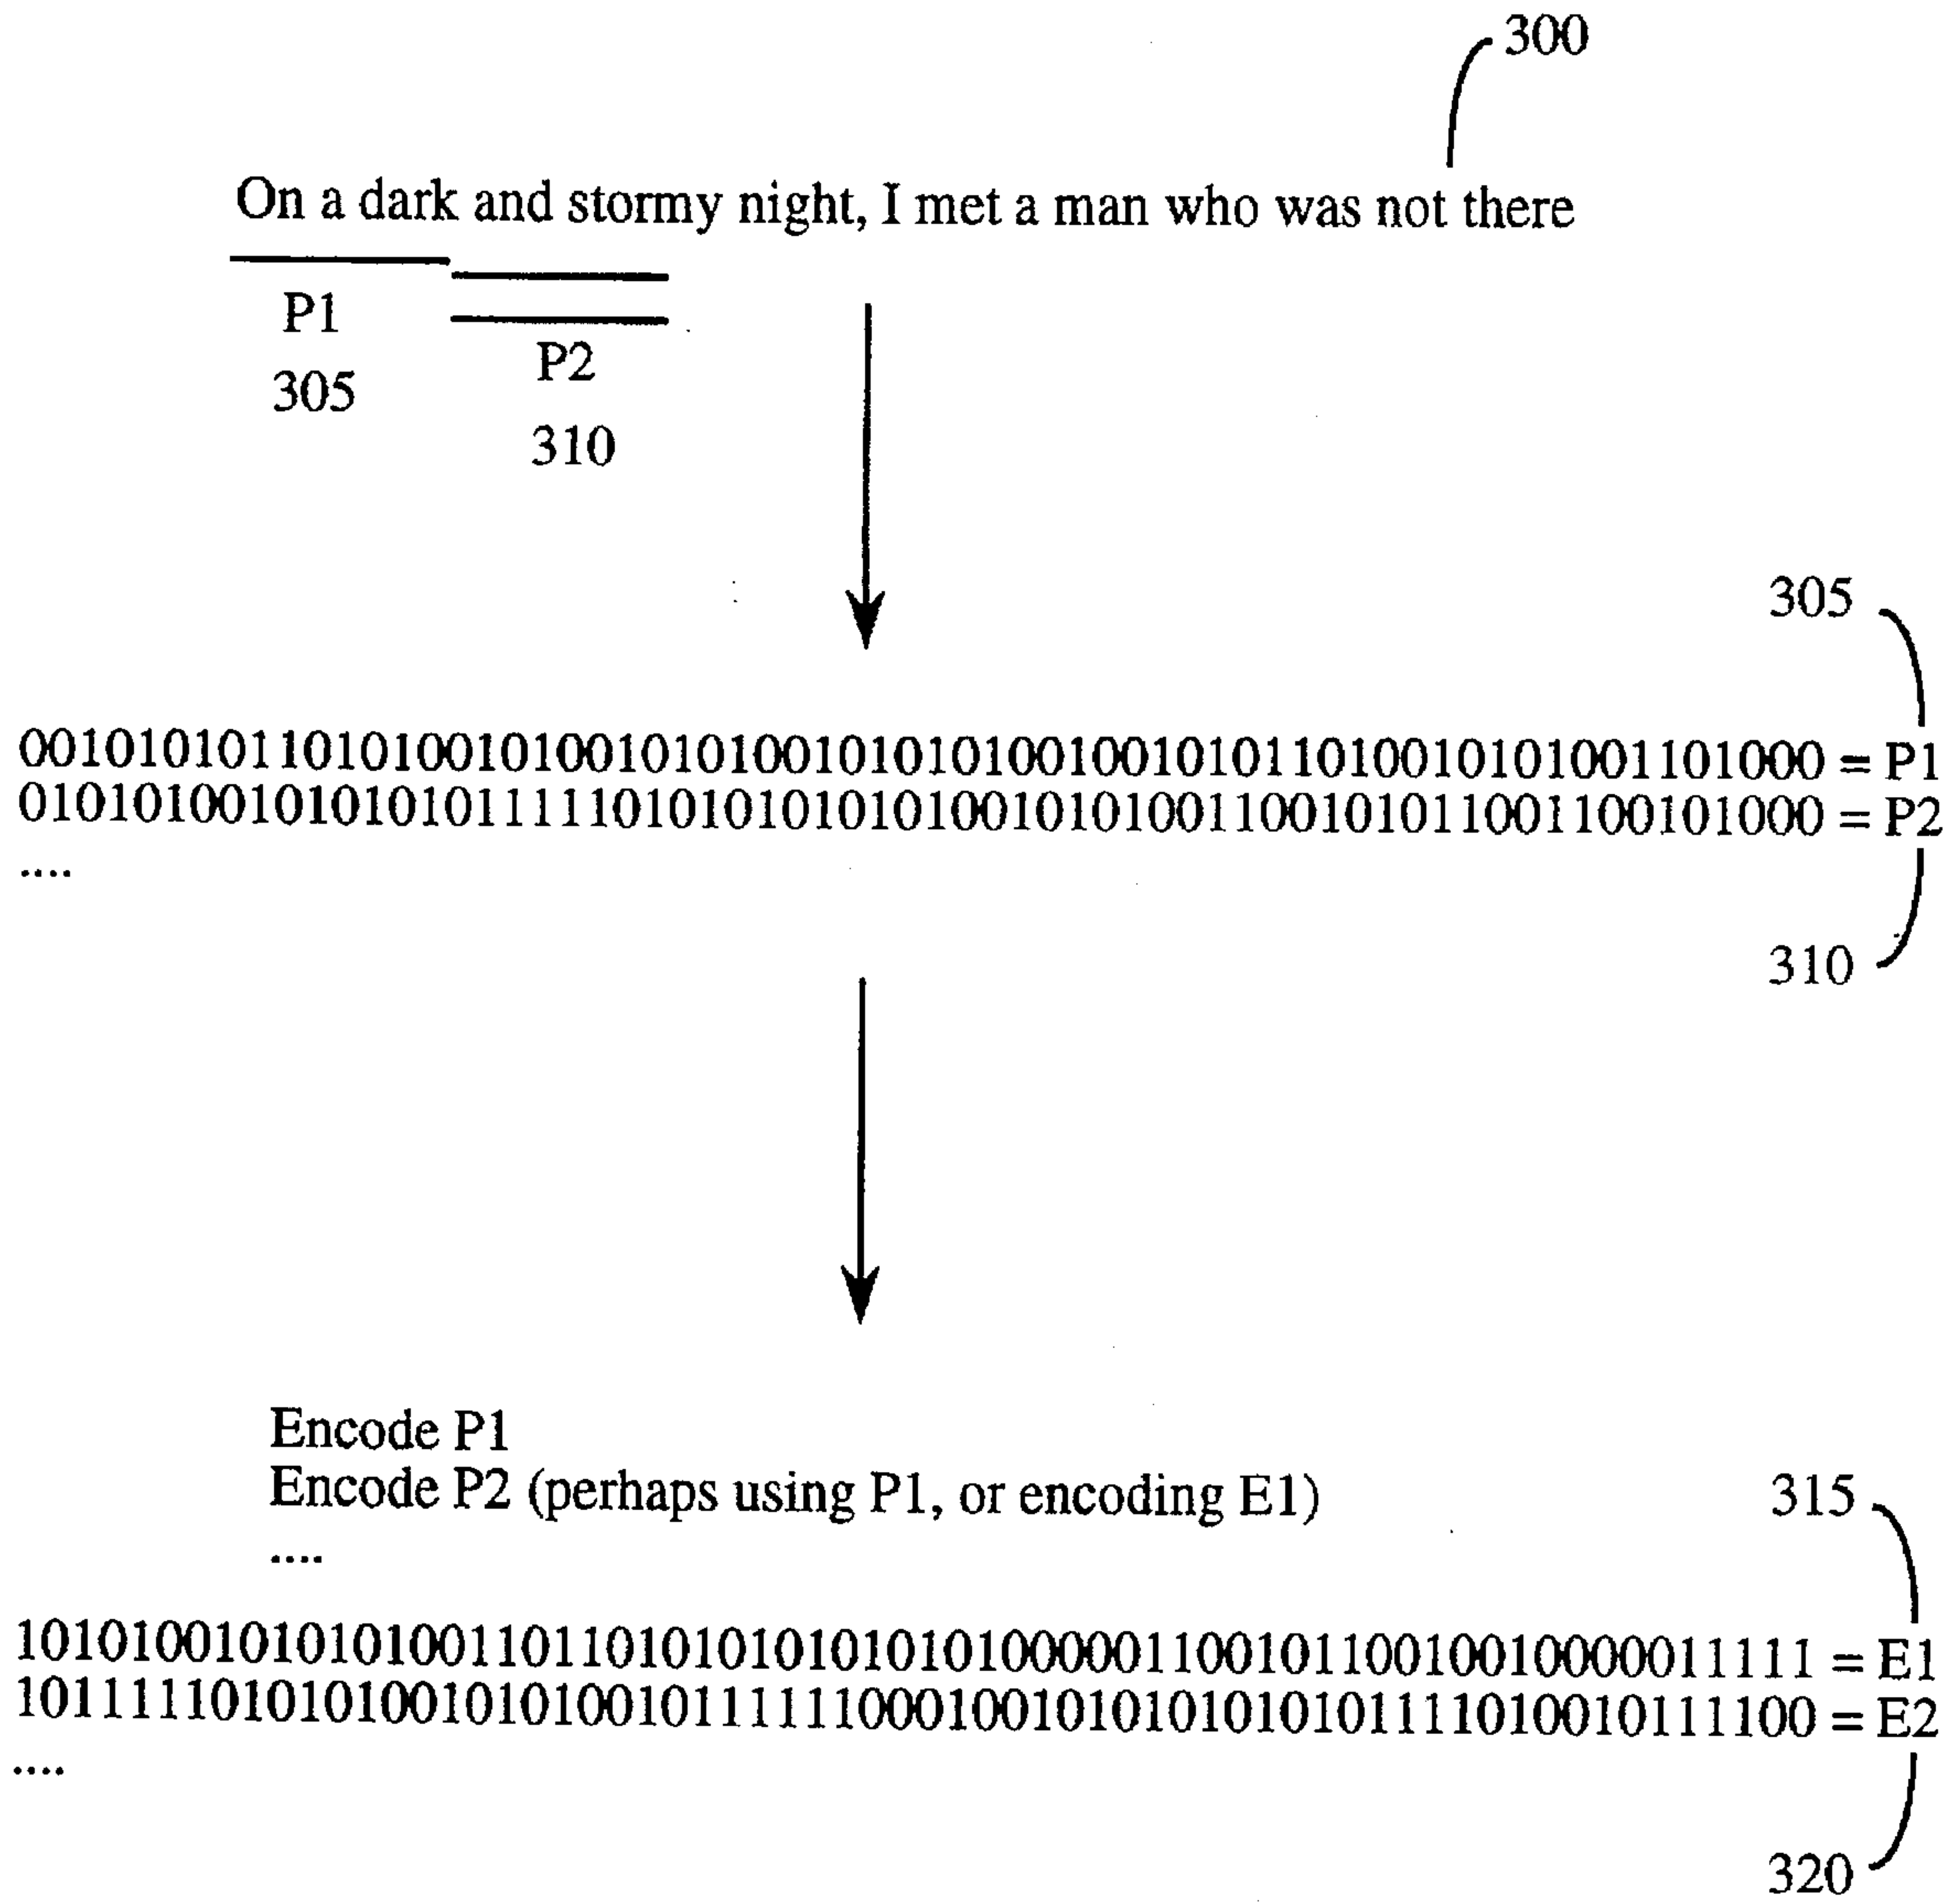 300
On a dark and stormy night, I met a man who was not there
P1
305
P2
310
305
0010101011010100101001010100101010100100101011010010101001101000 = P1
0101010010101010111110101010101010010101001100101011001100101000 = P2
....
310
Encode P1
Encode P2 (perhaps using P1, or encoding E1)
315
....
1010100101010100110110101010101010100000110010110010010000011111 = E1
1011111010101001010100101111110001001010101010101111010010111100 = E2
....
320